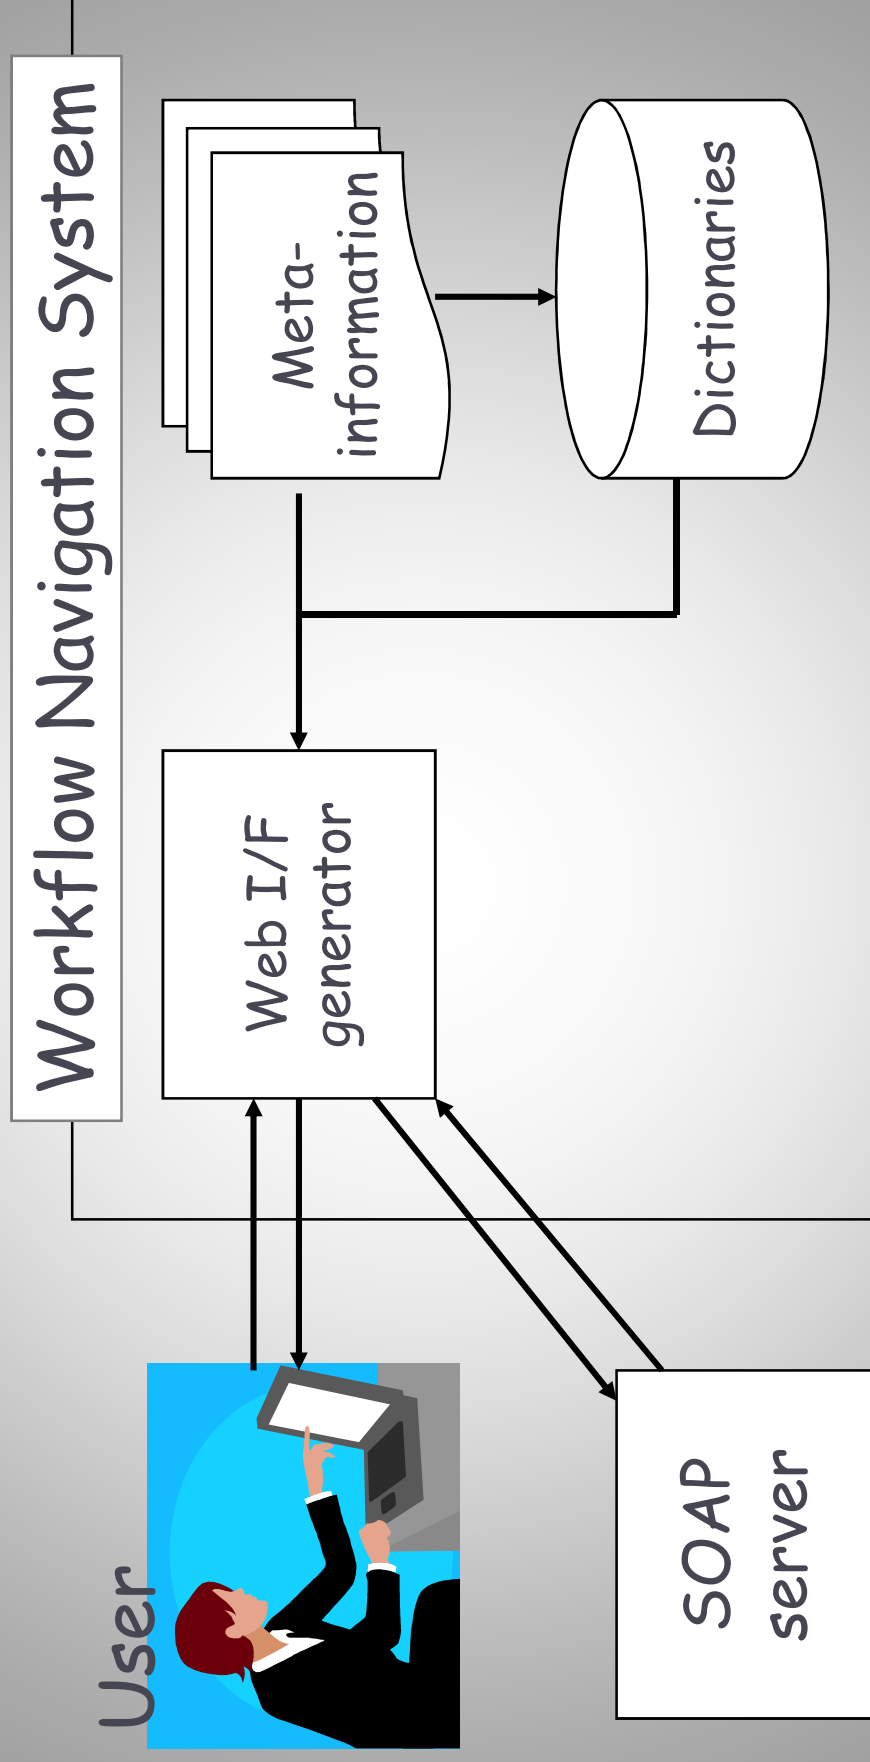 Workflow Navigation System
User
Web I/F
generator
Meta-
information
SOAP
server
Dictionaries